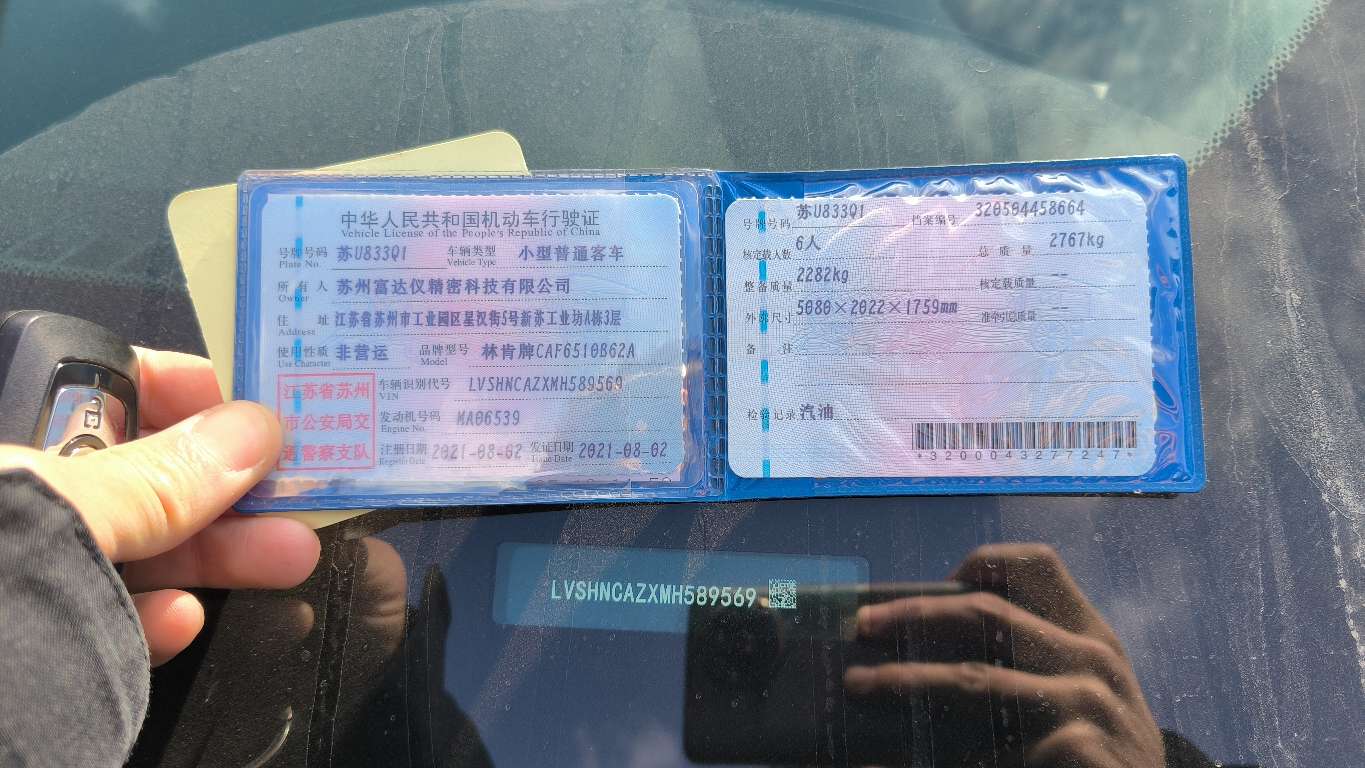 中华人民共和国机动车行驶证
Vehicle License of the People's Republic of China
号牌号码 苏U833Q1 车辆类型 小型普通客车
Plate No. Vehicle Type
所有人 苏州富达仪精密科技有限公司
Owner
住址 江苏省苏州市工业园区星汉街5号新苏工业坊A栋3层
Address
使用性质 非营运 品牌型号 林肯牌CAF6510B62A
Use Character Model
江苏省苏州
市公安局交
通警察支队
车辆识别代号 LVSHNCAZXMH589569
VIN
发动机号码 MA06539
Engine No.
注册日期 2021-08-02 发证日期 2021-08-02
Register Date Issue Date
号牌号码 苏U833Q1 档案编号 320504458664
核定载人数 6人 总质量 2767kg
整备质量 2282kg 核定载质量 --
外廓尺寸 5080×2022×1759mm 准牵引总质量 --
备注
检验记录 汽油
*3200043277247*
LVSHNCAZXMH589569